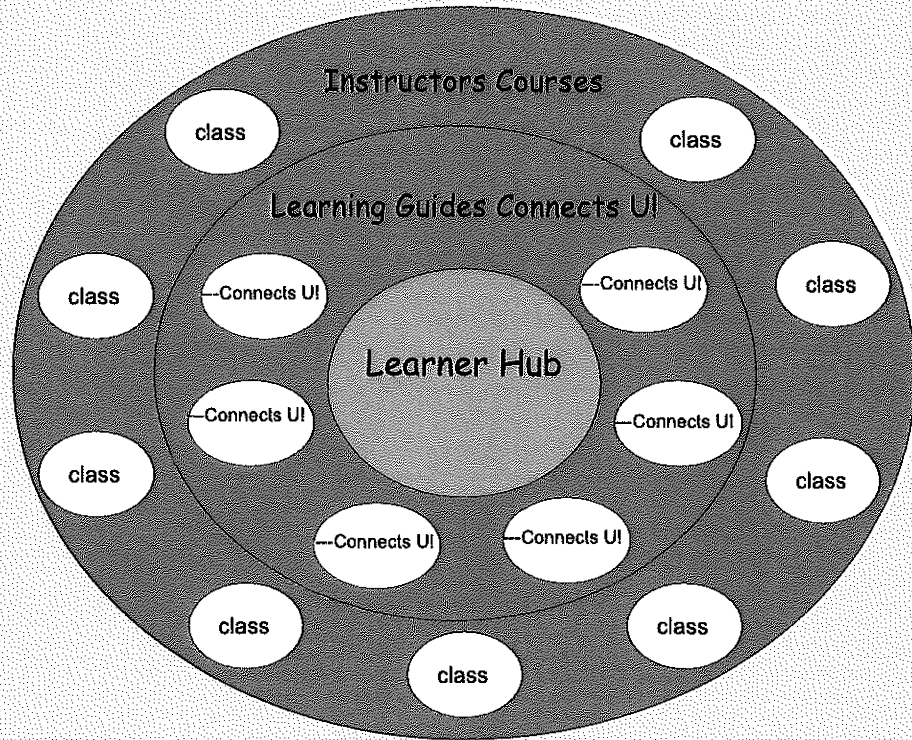 Instructors Courses
class
class
Learning Guides Connects U!
---Connects U!
---Connects U!
class
class
Learner Hub
---Connects U!
---Connects U!
class
class
---Connects U!
---Connects U!
class
class
class